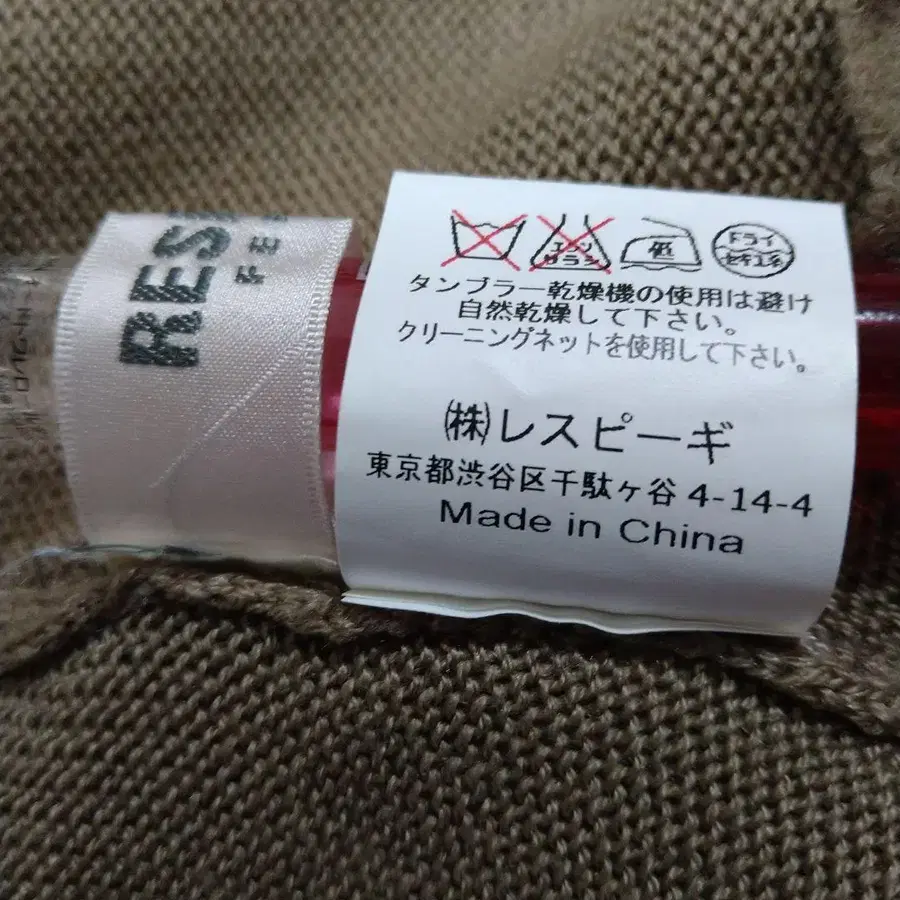 RES
エンソ
サラシ
低
ドライ
セキユ系
タンブラー乾燥機の使用は避け
自然乾燥して下さい。
クリーニングネットを使用して下さい。
㈱レスピーギ
東京都渋谷区千駄ヶ谷 4-14-4
Made in China